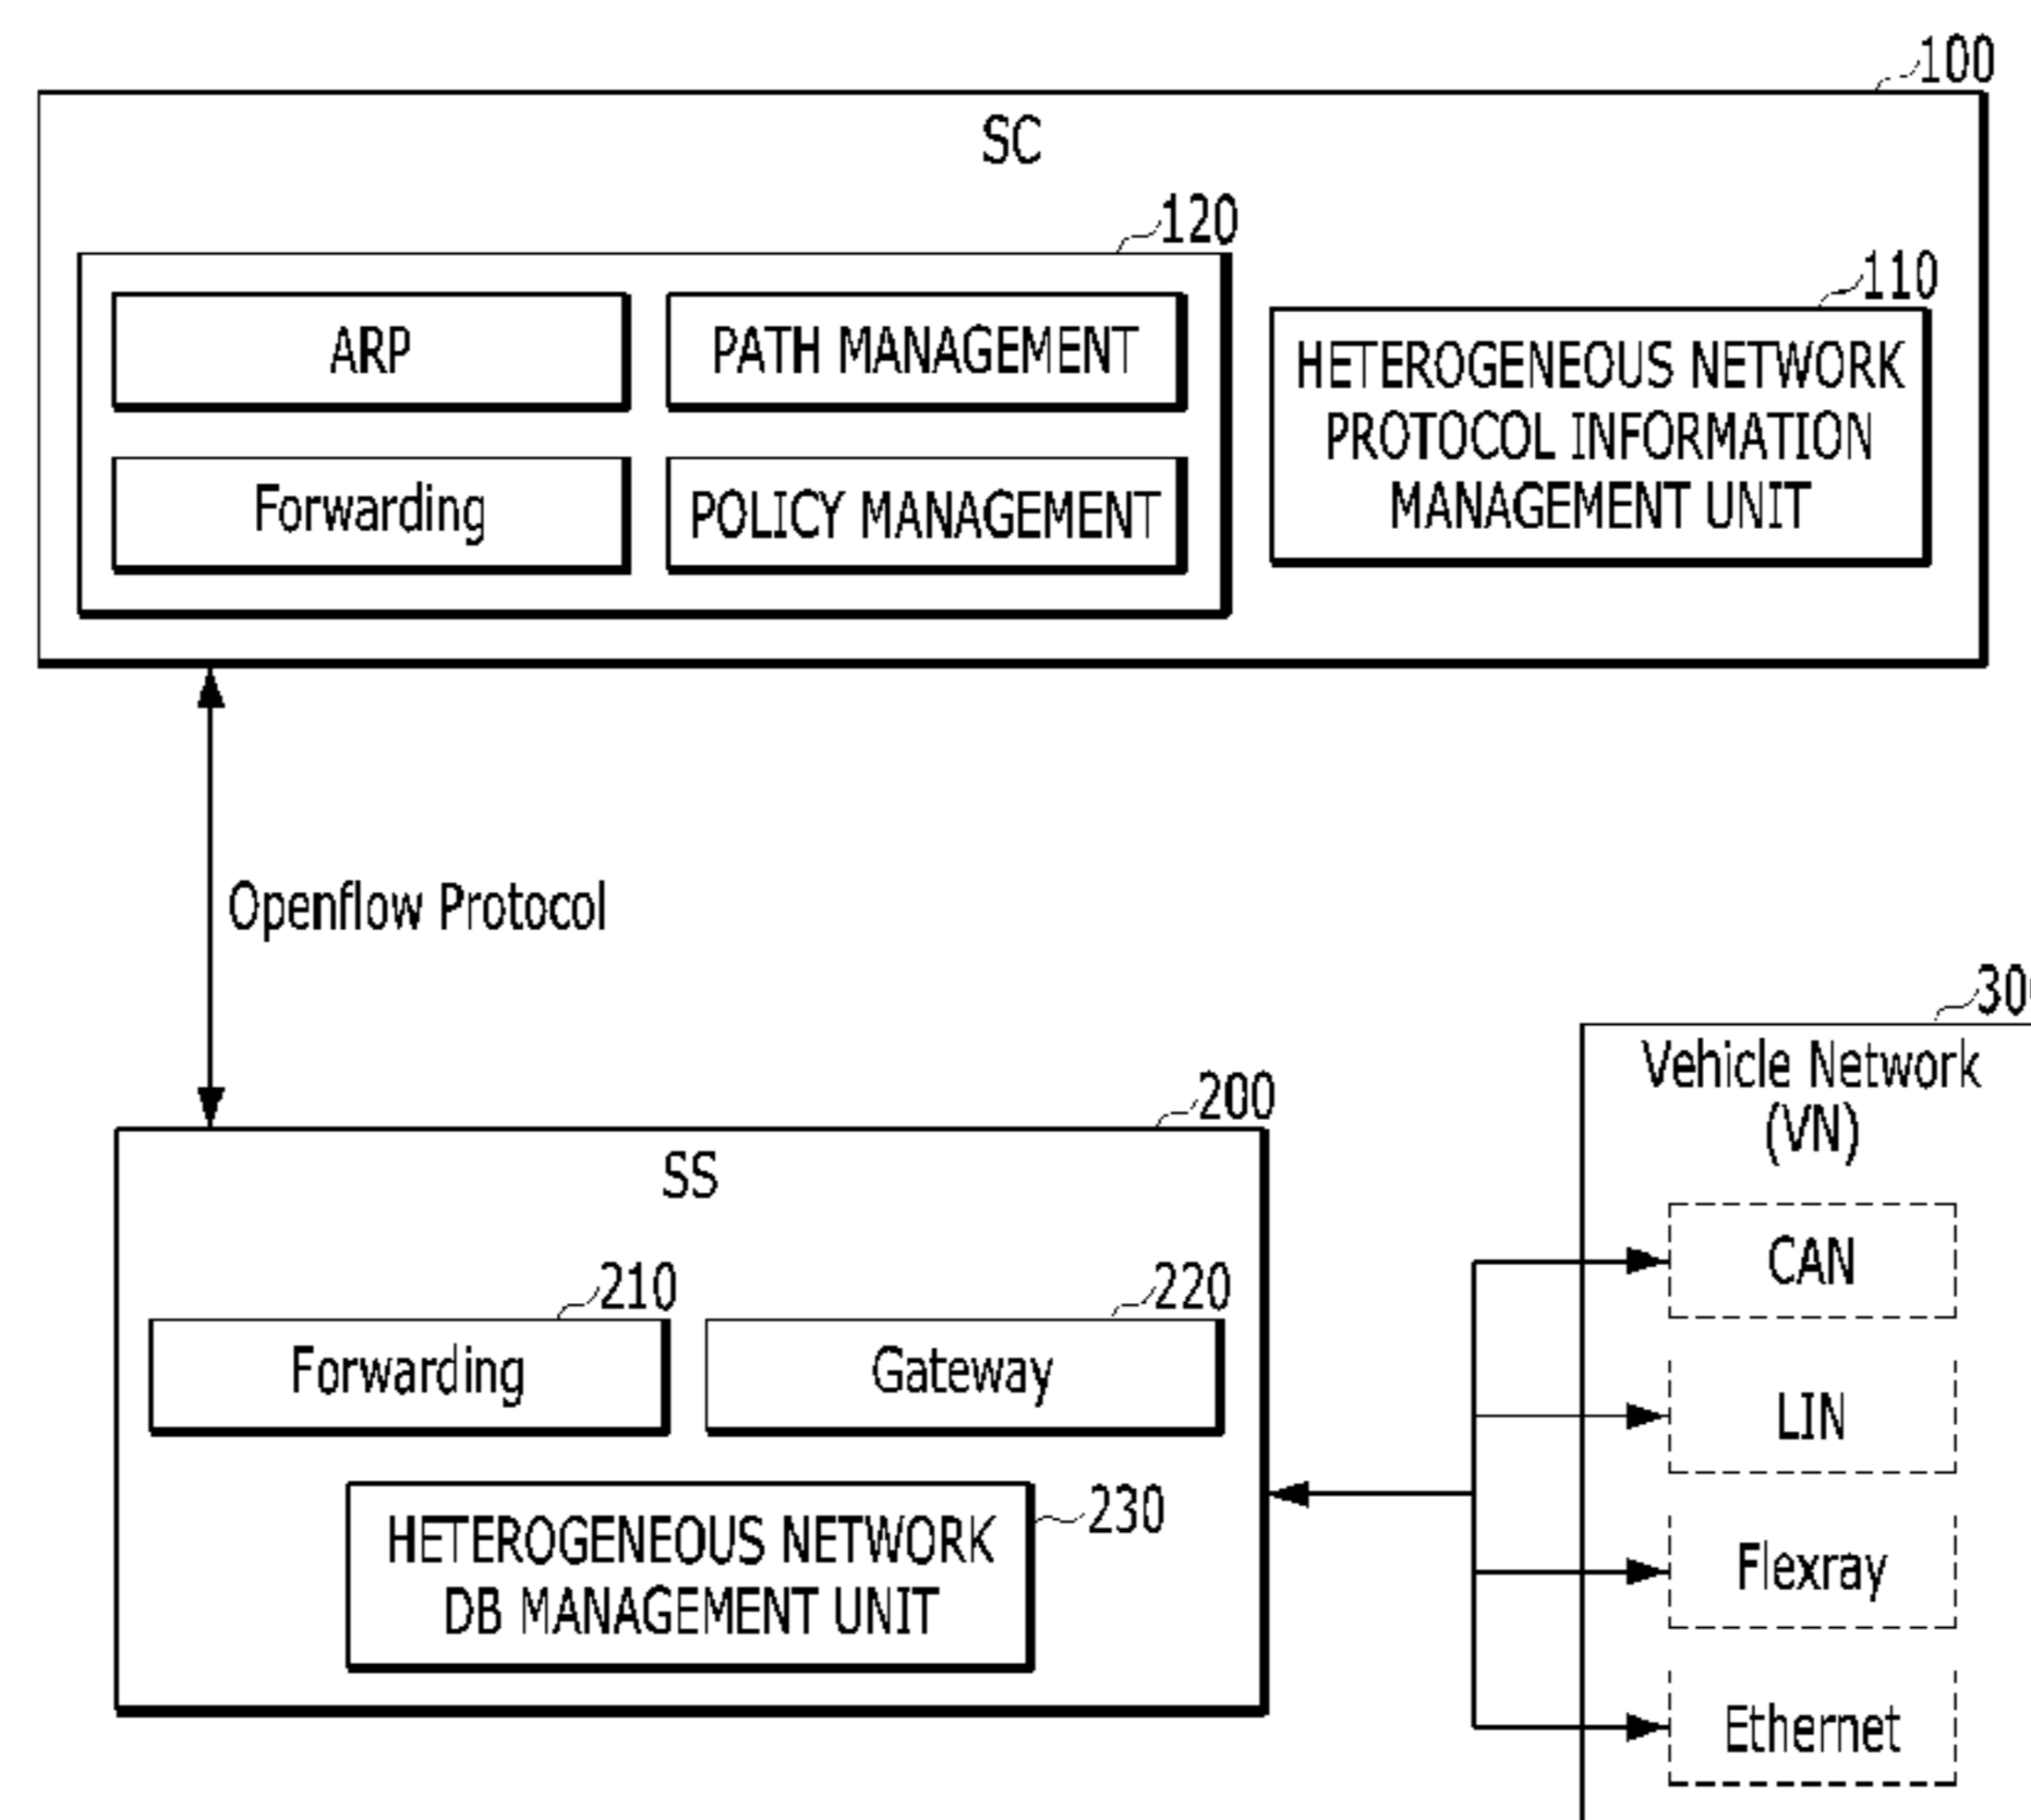 100
SC
120
110
ARP
PATH MANAGEMENT
HETEROGENEOUS NETWORK
PROTOCOL INFORMATION
MANAGEMENT UNIT
Forwarding
POLICY MANAGEMENT
Openflow Protocol
Vehicle Network
(VN)
200
SS
CAN
210
220
Forwarding
Gateway
LIN
230
HETEROGENEOUS NETWORK
DB MANAGEMENT UNIT
Flexray
Ethernet